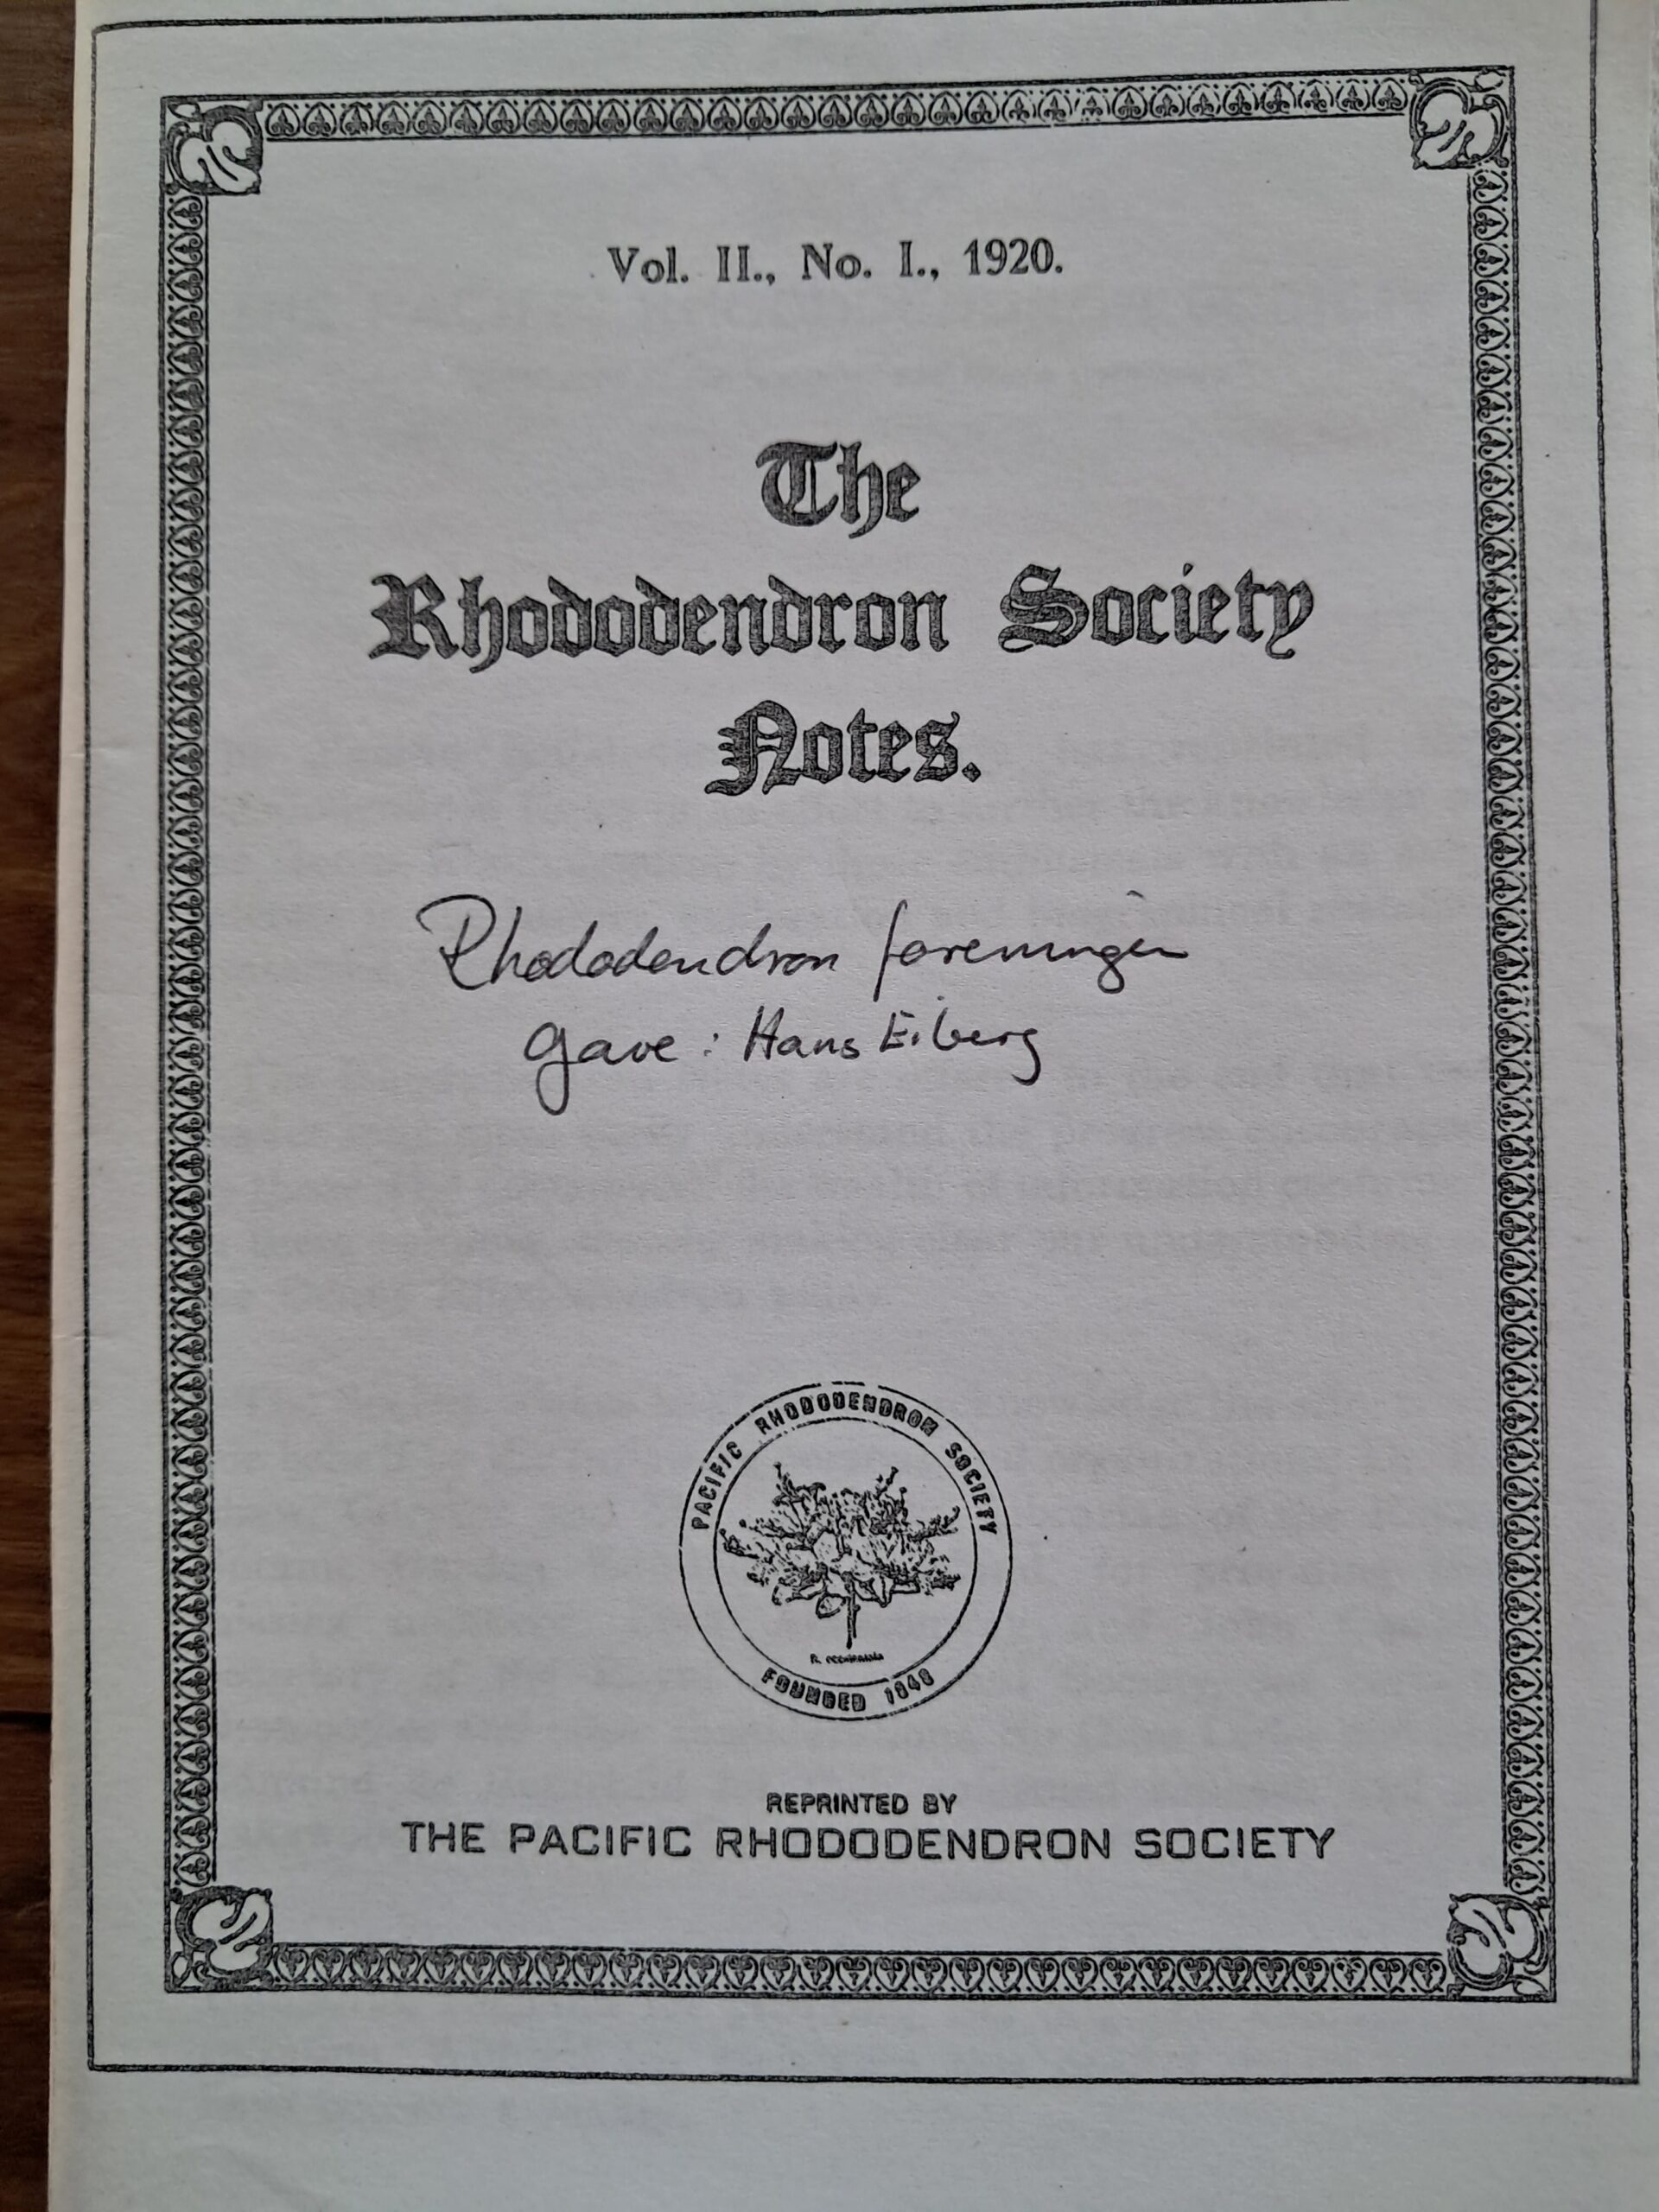 Vol. II., No. I., 1920.
The
Rhododendron Society
Notes.
Rhododendron foreningen
Gave : Hans Eiberg
PACIFIC RHODODENDRON SOCIETY
FOUNDED 1949
REPRINTED BY
THE PACIFIC RHODODENDRON SOCIETY